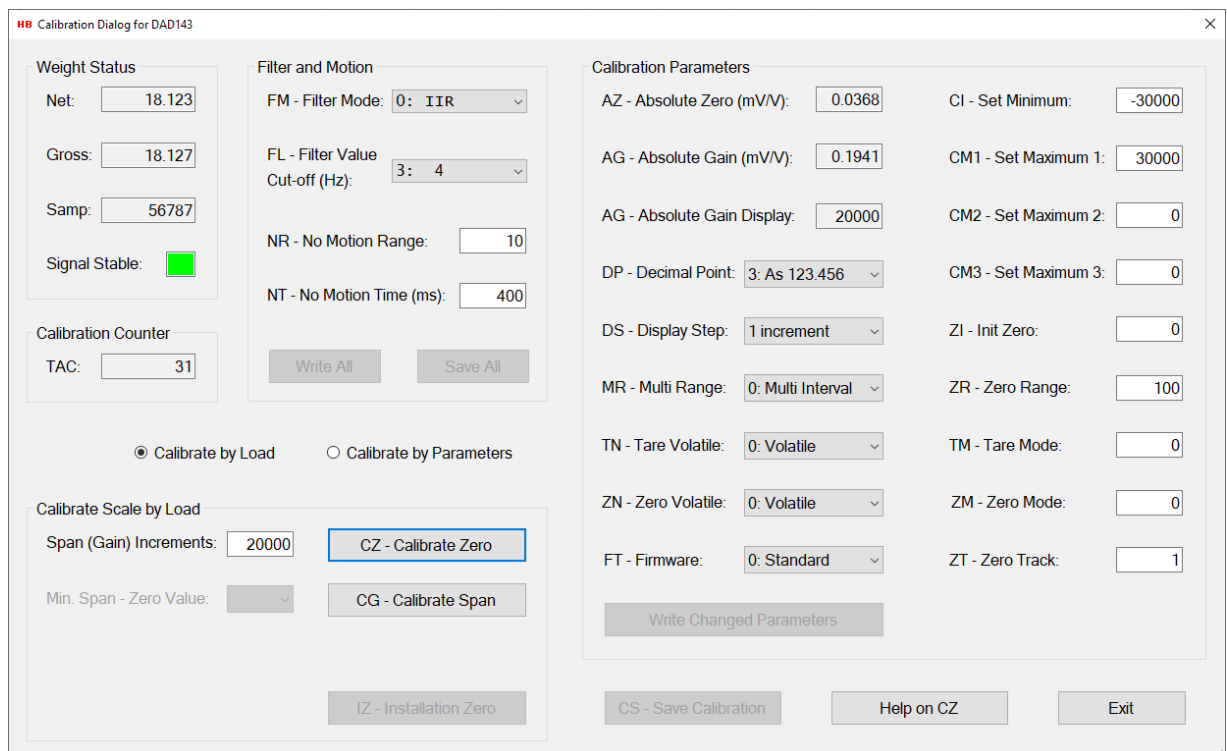 HB Calibration Dialog for DAD143
Weight Status
Net: 18.123
Gross: 18.127
Samp: 56787
Signal Stable:
Calibration Counter
TAC: 31
Filter and Motion
FM - Filter Mode: 0: IIR
FL - Filter Value
Cut-off (Hz): 3: 4
NR - No Motion Range: 10
NT - No Motion Time (ms): 400
Write All Save All
Calibrate by Load Calibrate by Parameters
Calibrate Scale by Load
Span (Gain) Increments: 20000 CZ - Calibrate Zero
Min. Span - Zero Value: CG - Calibrate Span
IZ - Installation Zero
Calibration Parameters
AZ - Absolute Zero (mV/V): 0.0368 CI - Set Minimum: -30000
AG - Absolute Gain (mV/V): 0.1941 CM1 - Set Maximum 1: 30000
AG - Absolute Gain Display: 20000 CM2 - Set Maximum 2: 0
DP - Decimal Point: 3: As 123.456 CM3 - Set Maximum 3: 0
DS - Display Step: 1 increment ZI - Init Zero: 0
MR - Multi Range: 0: Multi Interval ZR - Zero Range: 100
TN - Tare Volatile: 0: Volatile TM - Tare Mode: 0
ZN - Zero Volatile: 0: Volatile ZM - Zero Mode: 0
FT - Firmware: 0: Standard ZT - Zero Track: 1
Write Changed Parameters
CS - Save Calibration Help on CZ Exit